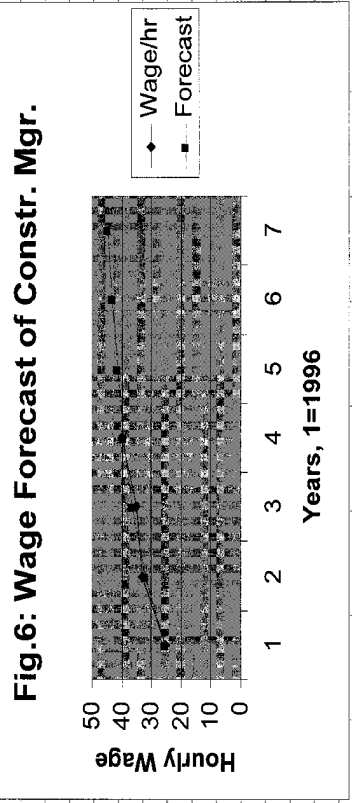 Fig.6: Wage Forecast of Constr. Mgr.
Hourly Wage
50
40
30
20
10
0
1 2 3 4 5 6 7
Years, 1=1996
Wage/hr
Forecast